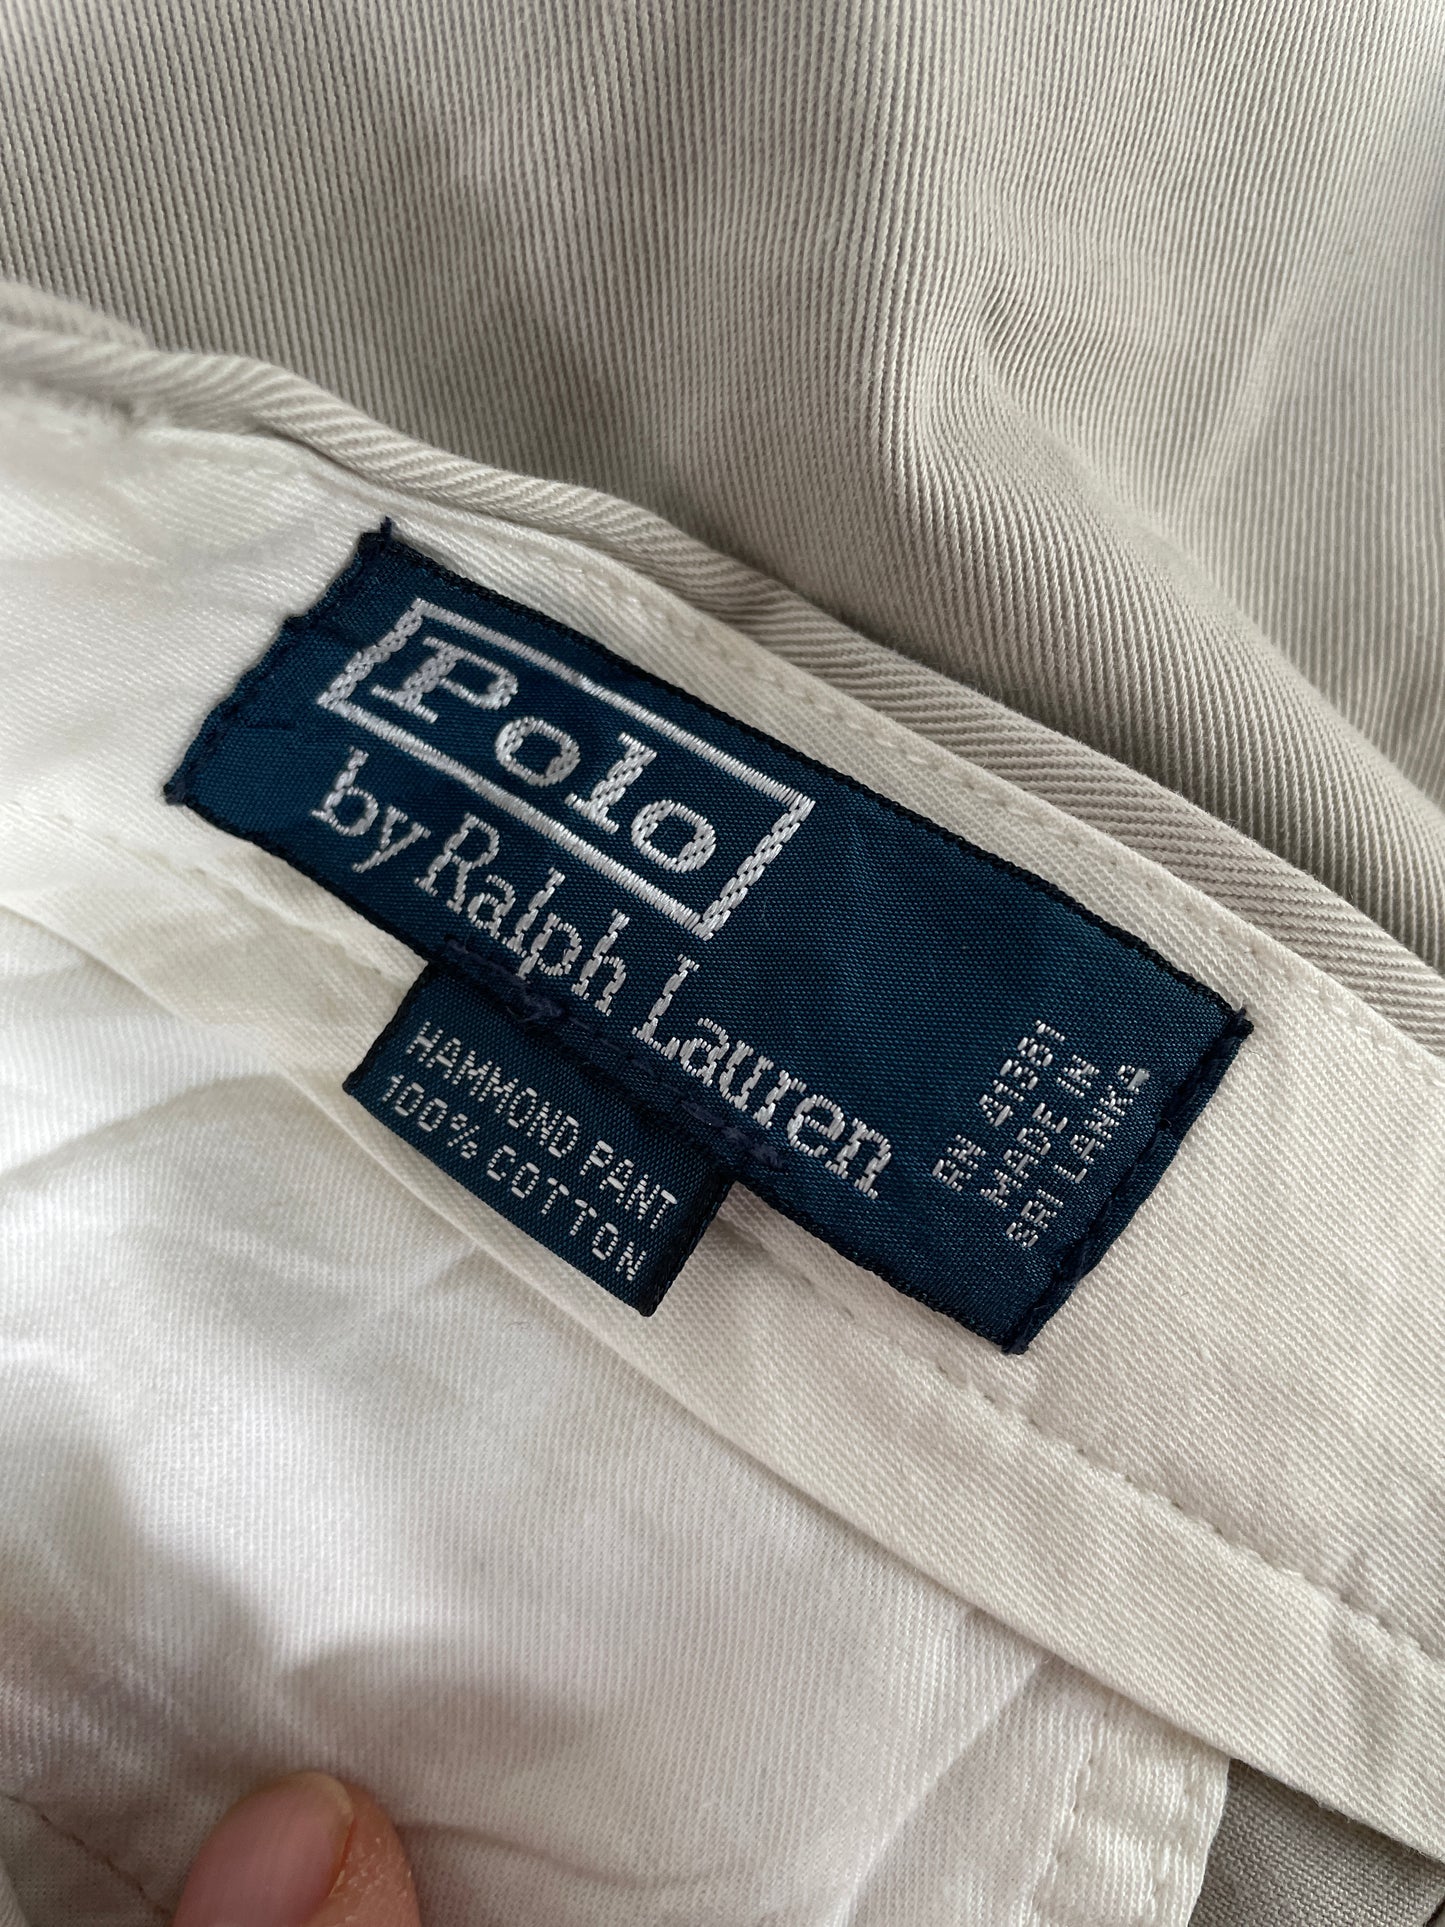 Polo
by Ralph Lauren
RN 41381
MADE IN
SRI LANKA
HAMMOND PANT
100% COTTON